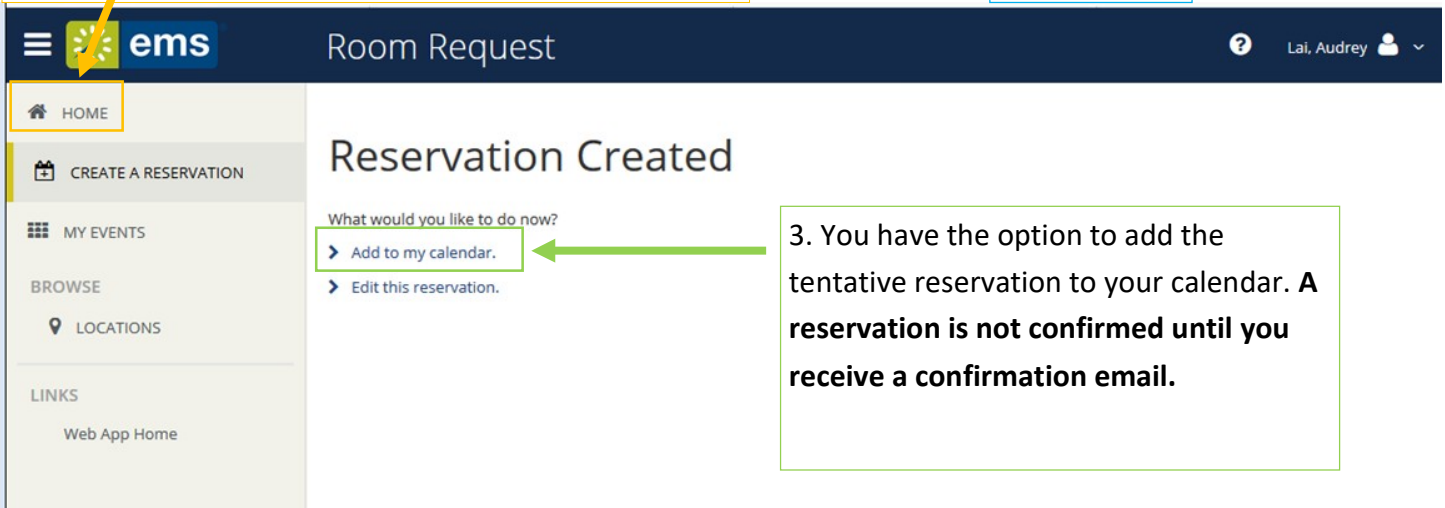 ems
Room Request
?
Lai, Audrey
HOME
CREATE A RESERVATION
MY EVENTS
BROWSE
LOCATIONS
LINKS
Web App Home
Reservation Created
What would you like to do now?
Add to my calendar.
Edit this reservation.
3. You have the option to add the
tentative reservation to your calendar. A
reservation is not confirmed until you
receive a confirmation email.